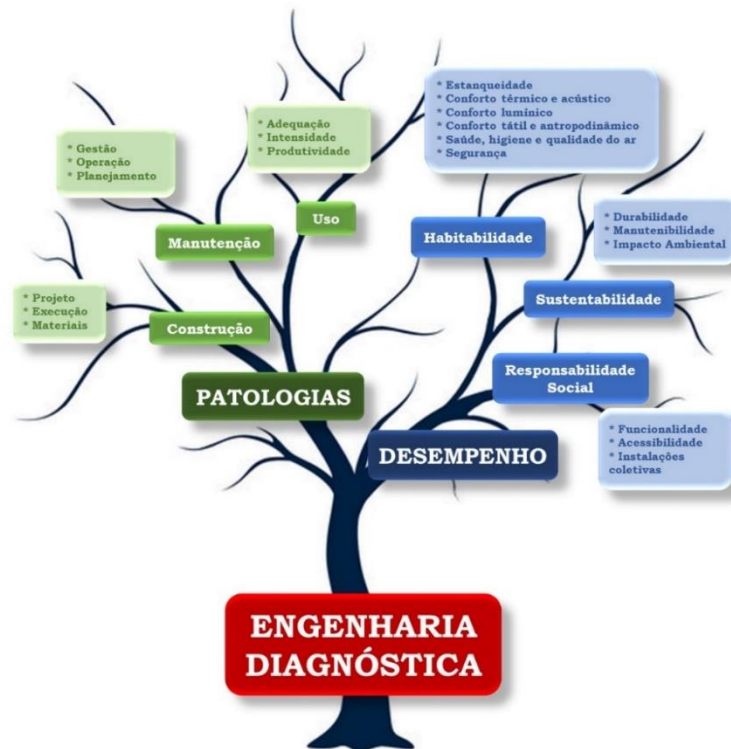 * Estanqueidade
* Conforto térmico e acústico
* Conforto lumínico
* Conforto tátil e antropodinâmico
* Saúde, higiene e qualidade do ar
* Segurança
* Adequação
* Intensidade
* Produtividade
* Gestão
* Operação
* Planejamento
Uso
Manutenção
Habitabilidade
* Durabilidade
* Manutenibilidade
* Impacto Ambiental
* Projeto
* Execução
* Materiais
Construção
Sustentabilidade
Responsabilidade
Social
PATOLOGIAS
DESEMPENHO
* Funcionalidade
* Acessibilidade
* Instalações
coletivas
ENGENHARIA
DIAGNÓSTICA